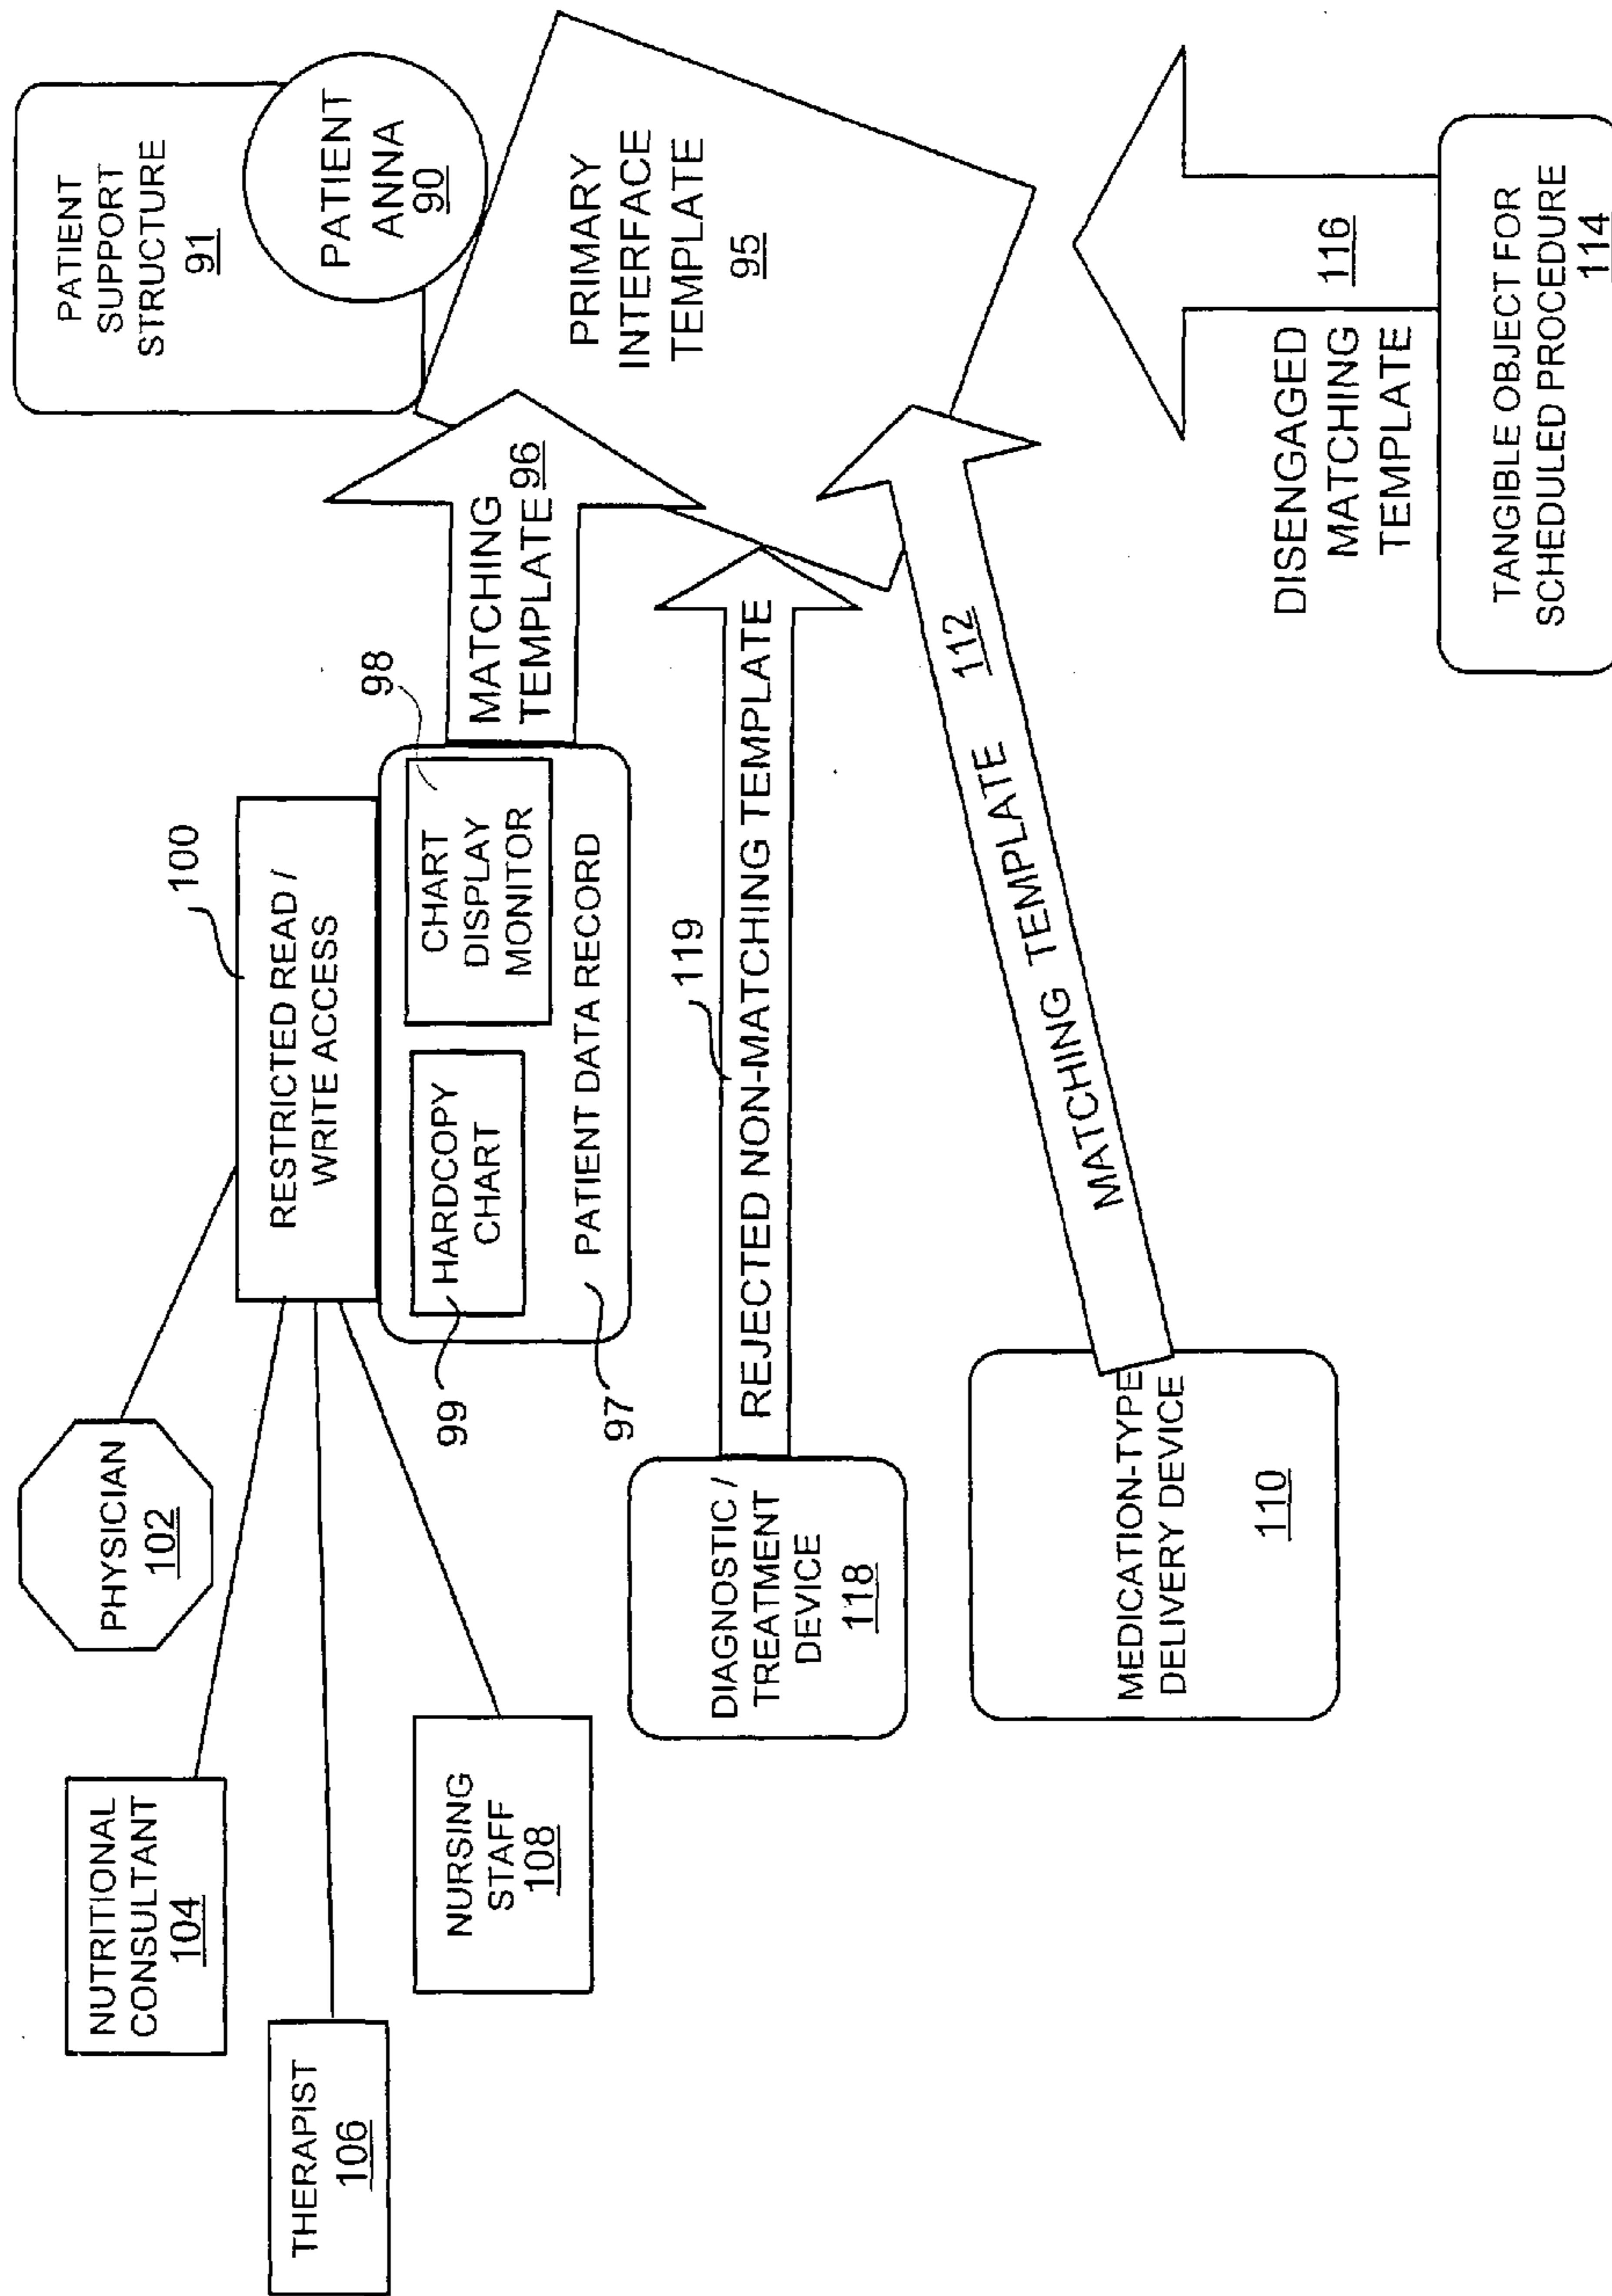 PHYSICIAN
102
NUTRITIONAL
CONSULTANT
104
THERAPIST
106
NURSING
STAFF
108
100
RESTRICTED READ /
WRITE ACCESS
HARDCOPY
CHART
99
CHART
DISPLAY
MONITOR
98
PATIENT DATA RECORD
97
MATCHING
TEMPLATE 96
PATIENT
SUPPORT
STRUCTURE
91
PATIENT
ANNA
90
PRIMARY
INTERFACE
TEMPLATE
95
DIAGNOSTIC /
TREATMENT
DEVICE
118
119
REJECTED NON-MATCHING TEMPLATE
MEDICATION-TYPE
DELIVERY DEVICE
110
MATCHING TEMPLATE 112
DISENGAGED
MATCHING
TEMPLATE
116
TANGIBLE OBJECT FOR
SCHEDULED PROCEDURE
114